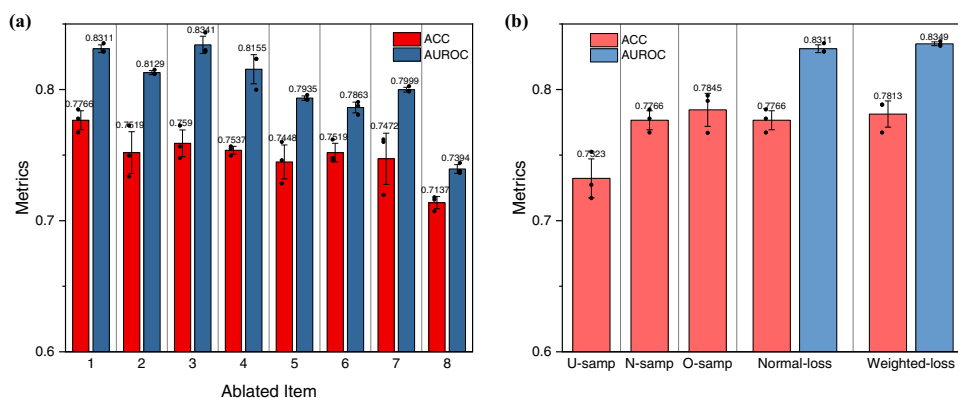 (a)
ACC
AUROC
0.8
0.7
0.6
Metrics
0.7766
0.8311
0.7519
0.8129
0.759
0.8341
0.7537
0.8155
0.7448
0.7935
0.7519
0.7863
0.7472
0.7999
0.7137
0.7394
1 2 3 4 5 6 7 8
Ablated Item
(b)
ACC
AUROC
0.8
0.7
0.6
Metrics
0.7323
0.7766
0.7845
0.7766
0.8311
0.7813
0.8349
U-samp N-samp O-samp Normal-loss Weighted-loss